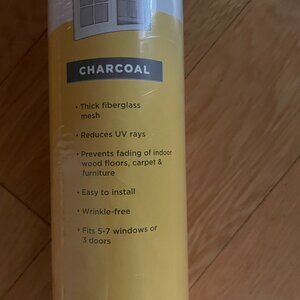 CHARCOAL
• Thick fiberglass
mesh
• Reduces UV rays
• Prevents fading of indoor
wood floors, carpet &
furniture
• Easy to install
• Wrinkle-free
• Fits 5-7 windows or
3 doors